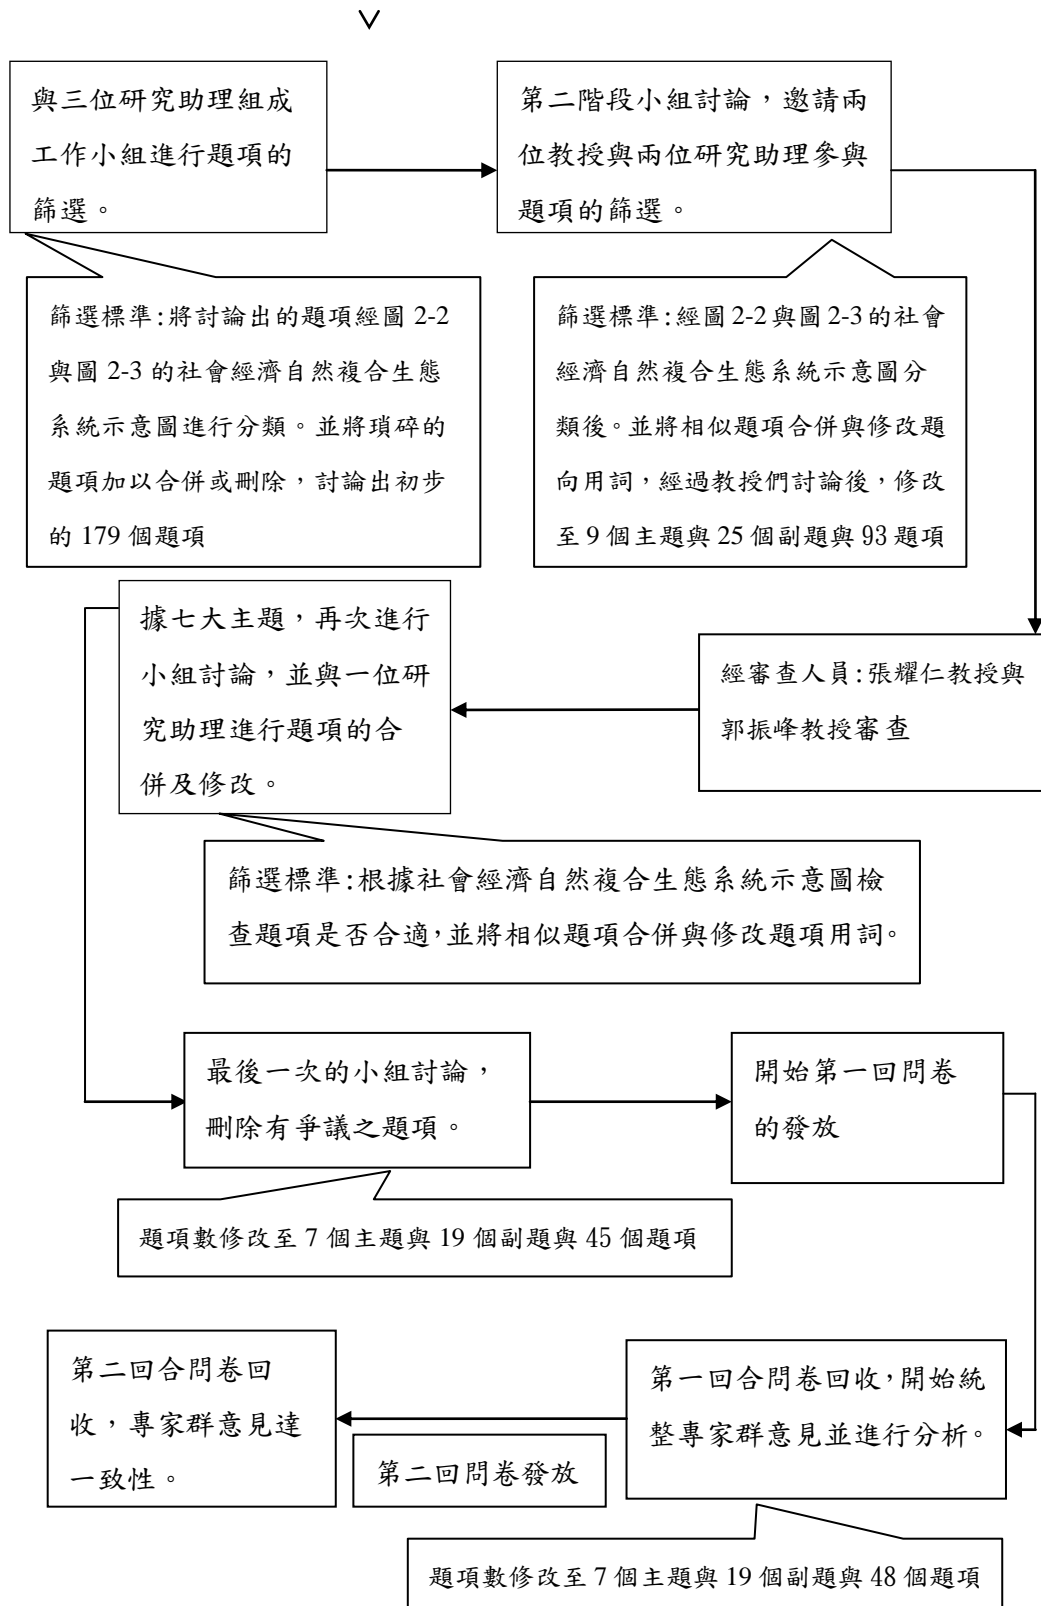 與三位研究助理組成
工作小組進行題項的
篩選。
第二階段小組討論，邀請兩
位教授與兩位研究助理參與
題項的篩選。
篩選標準:將討論出的題項經圖 2-2
與圖 2-3 的社會經濟自然複合生態
系統示意圖進行分類。並將瑣碎的
題項加以合併或刪除，討論出初步
的 179 個題項
篩選標準:經圖 2-2 與圖 2-3 的社會
經濟自然複合生態系統示意圖分
類後。並將相似題項合併與修改題
向用詞，經過教授們討論後，修改
至 9 個主題與 25 個副題與 93 題項
經審查人員:張耀仁教授與
郭振峰教授審查
據七大主題，再次進行
小組討論，並與一位研
究助理進行題項的合
併及修改。
篩選標準:根據社會經濟自然複合生態系統示意圖檢
查題項是否合適，並將相似題項合併與修改題項用詞。
最後一次的小組討論，
刪除有爭議之題項。
開始第一回問卷
的發放
題項數修改至 7 個主題與 19 個副題與 45 個題項
第一回合問卷回收，開始統
整專家群意見並進行分析。
第二回問卷發放
第二回合問卷回
收，專家群意見達
一致性。
題項數修改至 7 個主題與 19 個副題與 48 個題項